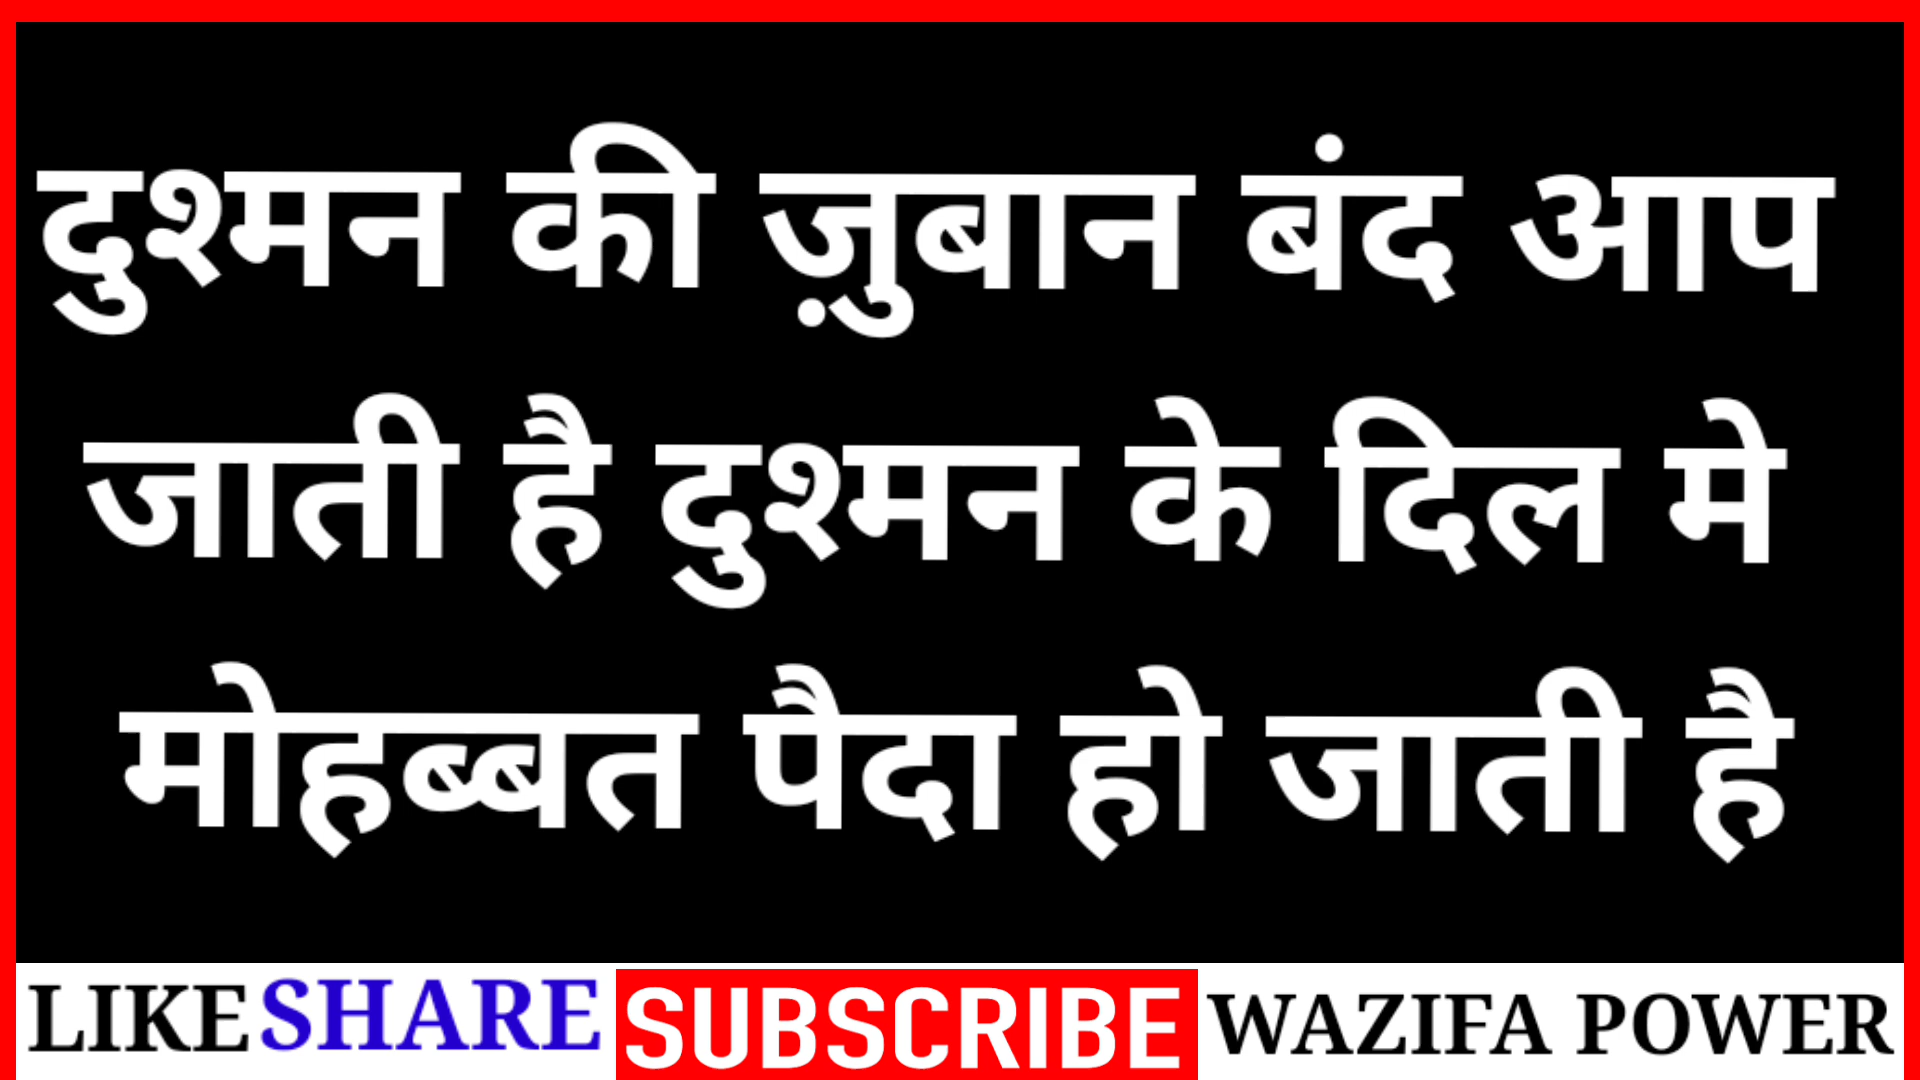 दुश्मन की ज़ुबान बंद आप
जाती है दुश्मन के दिल मे
मोहब्बत पैदा हो जाती है
LIKE SHARE SUBSCRIBE WAZIFA POWER